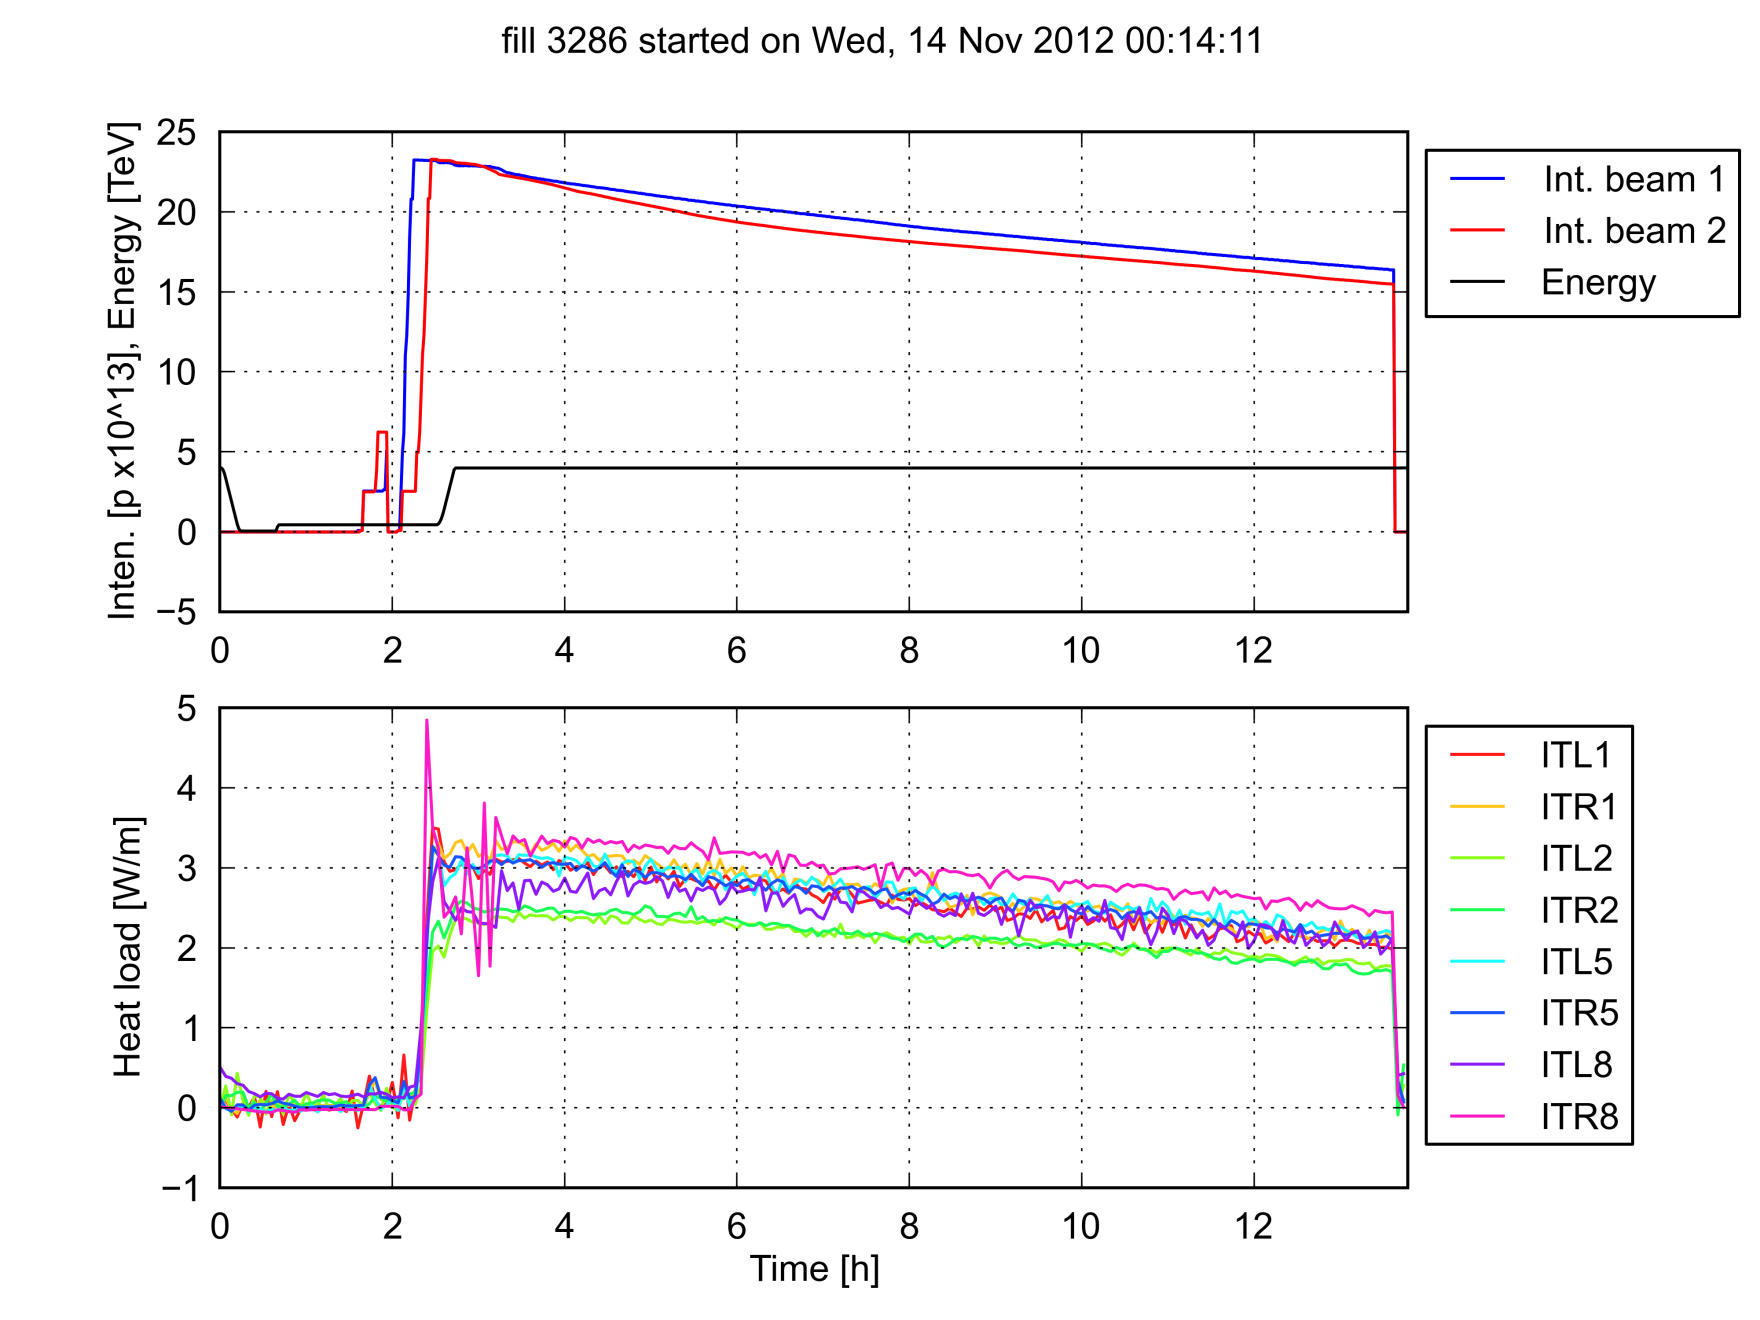 fill 3286 started on Wed, 14 Nov 2012 00:14:11
Inten. [p x10^13], Energy [TeV]
25
20
15
10
5
0
−5
0 2 4 6 8 10 12
Int. beam 1
Int. beam 2
Energy
Heat load [W/m]
5
4
3
2
1
0
−1
0 2 4 6 8 10 12
Time [h]
ITL1
ITR1
ITL2
ITR2
ITL5
ITR5
ITL8
ITR8